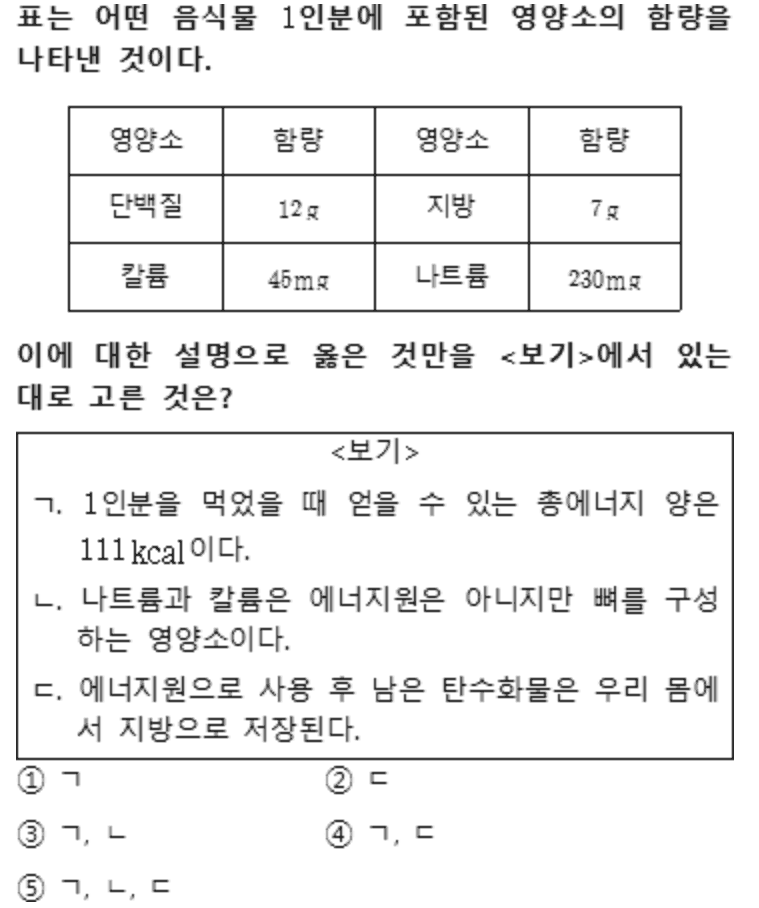 표는 어떤 음식물 1인분에 포함된 영양소의 함량을
나타낸 것이다.
영양소 함량 영양소 함량
단백질 12g 지방 7g
칼륨 45mg 나트륨 230mg
이에 대한 설명으로 옳은 것만을 <보기>에서 있는
대로 고른 것은?
<보기>
ㄱ. 1인분을 먹었을 때 얻을 수 있는 총에너지 양은
111kcal이다.
ㄴ. 나트륨과 칼륨은 에너지원은 아니지만 뼈를 구성
하는 영양소이다.
ㄷ. 에너지원으로 사용 후 남은 탄수화물은 우리 몸에
서 지방으로 저장된다.
① ㄱ ② ㄷ
③ ㄱ, ㄴ ④ ㄱ, ㄷ
⑤ ㄱ, ㄴ, ㄷ